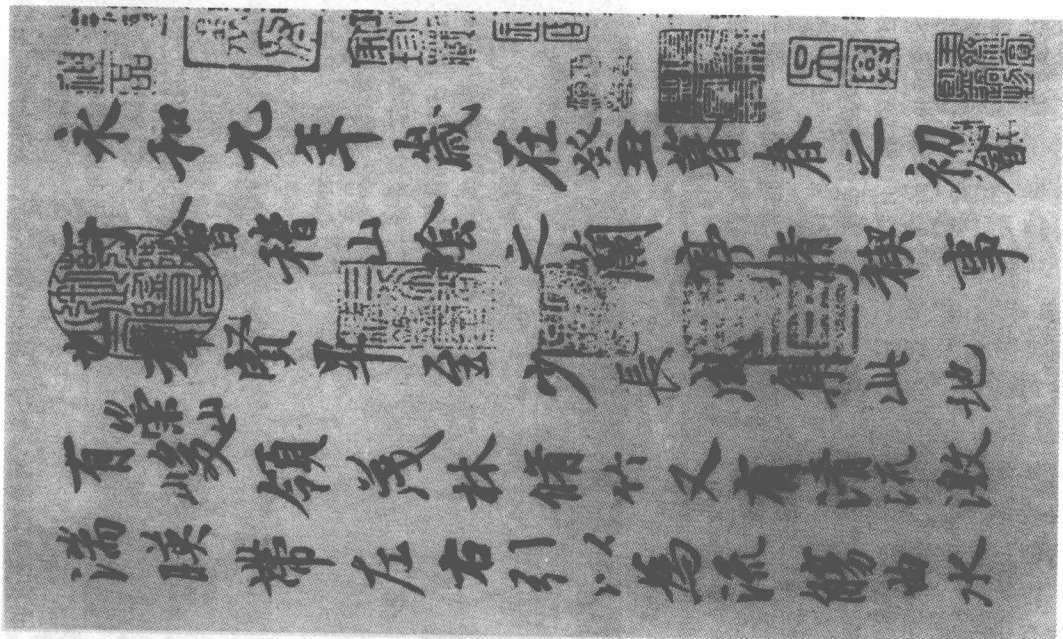 永和九年歲在癸丑暮春之初會
于會稽山陰之蘭亭脩稧事
也羣賢畢至少長咸集此地
有崇山峻領茂林脩竹又有清流激
湍暎帶左右引以為流觴曲水